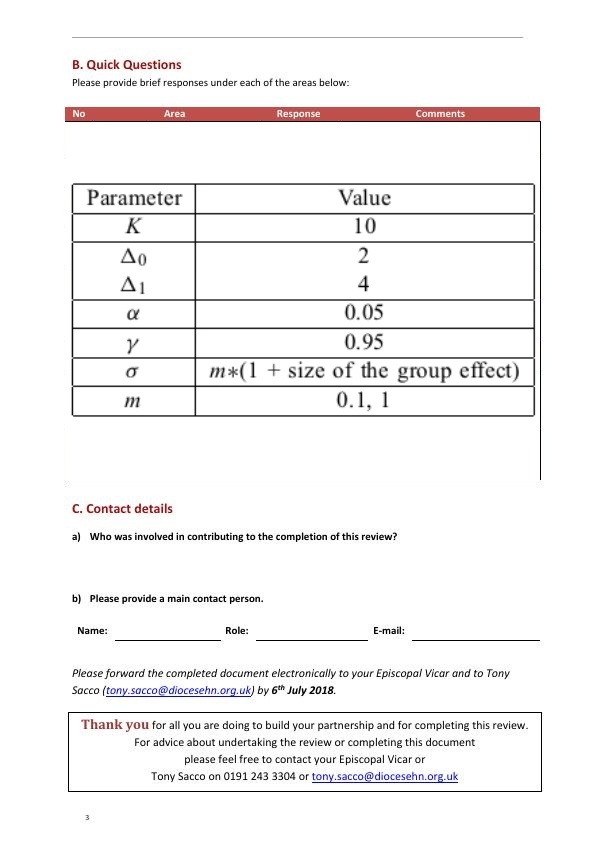 B. Quick Questions
Please provide brief responses under each of the areas below:
No Area Response Comments
Parameter Value
K 10
Δ0 2
Δ1 4
α 0.05
γ 0.95
σ m*(1 + size of the group effect)
m 0.1, 1
C. Contact details
a) Who was involved in contributing to the completion of this review?
b) Please provide a main contact person.
Name: Role: E-mail:
Please forward the completed document electronically to your Episcopal Vicar and to Tony
Sacco (tony.sacco@diocesehn.org.uk) by 6th July 2018.
Thank you for all you are doing to build your partnership and for completing this review.
For advice about undertaking the review or completing this document
please feel free to contact your Episcopal Vicar or
Tony Sacco on 0191 243 3304 or tony.sacco@diocesehn.org.uk
3